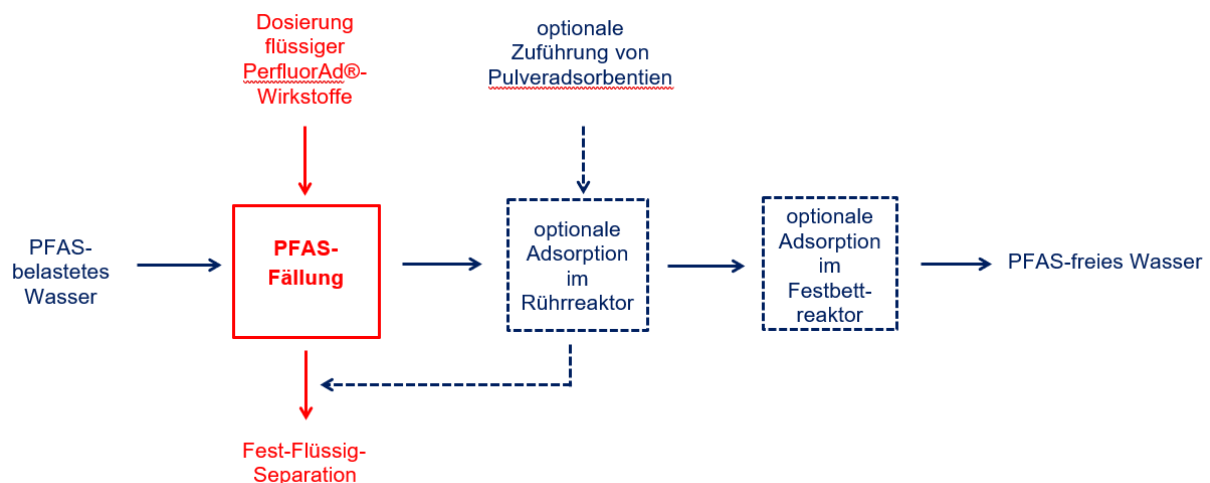 Dosierung
flüssiger
PerfluorAd®-
Wirkstoffe
optionale
Zuführung von
Pulveradsorbentien
PFAS-
belastetes
Wasser
PFAS-
Fällung
optionale
Adsorption
im
Rührreaktor
optionale
Adsorption
im
Festbett-
reaktor
PFAS-freies Wasser
Fest-Flüssig-
Separation